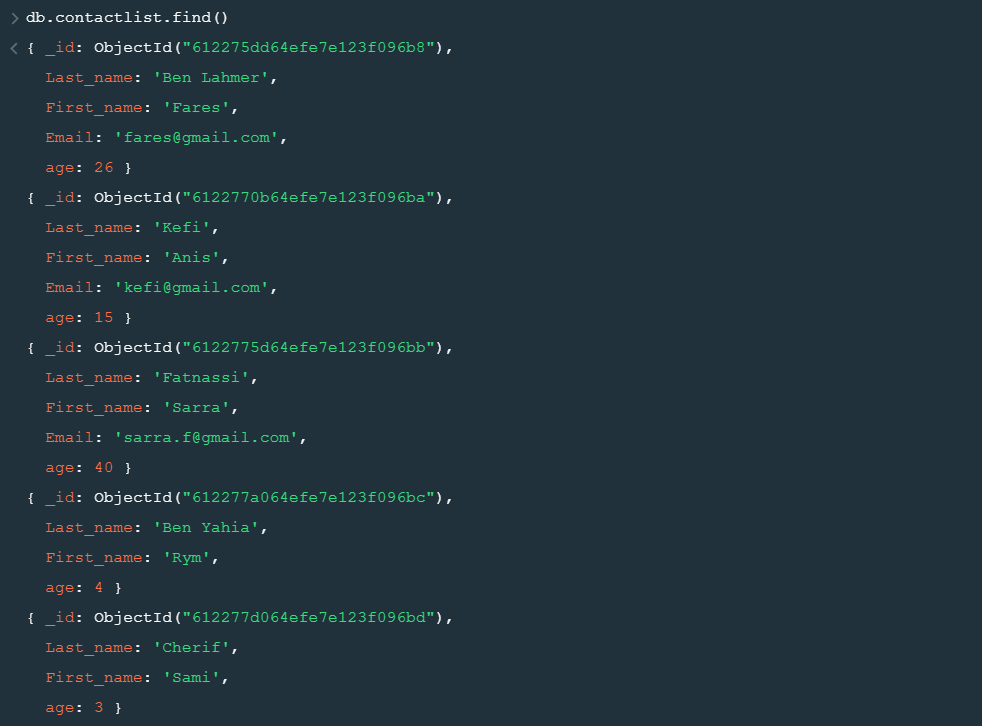 > db.contactlist.find()
< { _id: ObjectId("612275dd64efe7e123f096b8"),
Last_name: 'Ben Lahmer',
First_name: 'Fares',
Email: 'fares@gmail.com',
age: 26 }
{ _id: ObjectId("6122770b64efe7e123f096ba"),
Last_name: 'Kefi',
First_name: 'Anis',
Email: 'kefi@gmail.com',
age: 15 }
{ _id: ObjectId("6122775d64efe7e123f096bb"),
Last_name: 'Fatnassi',
First_name: 'Sarra',
Email: 'sarra.f@gmail.com',
age: 40 }
{ _id: ObjectId("612277a064efe7e123f096bc"),
Last_name: 'Ben Yahia',
First_name: 'Rym',
age: 4 }
{ _id: ObjectId("612277d064efe7e123f096bd"),
Last_name: 'Cherif',
First_name: 'Sami',
age: 3 }